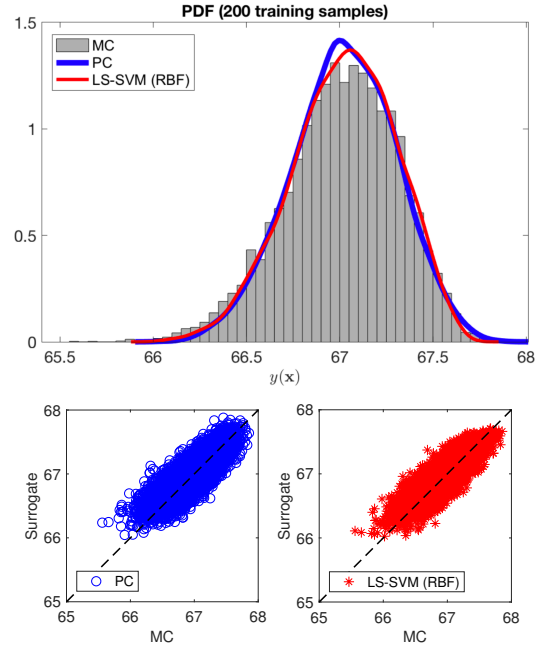 PDF (200 training samples)
1.5
1
0.5
0
MC
PC
LS-SVM (RBF)
65.5 66 66.5 67 67.5 68
y(x)
68
67
66
65
Surrogate
PC
65 66 67 68
MC
68
67
66
65
Surrogate
LS-SVM (RBF)
65 66 67 68
MC